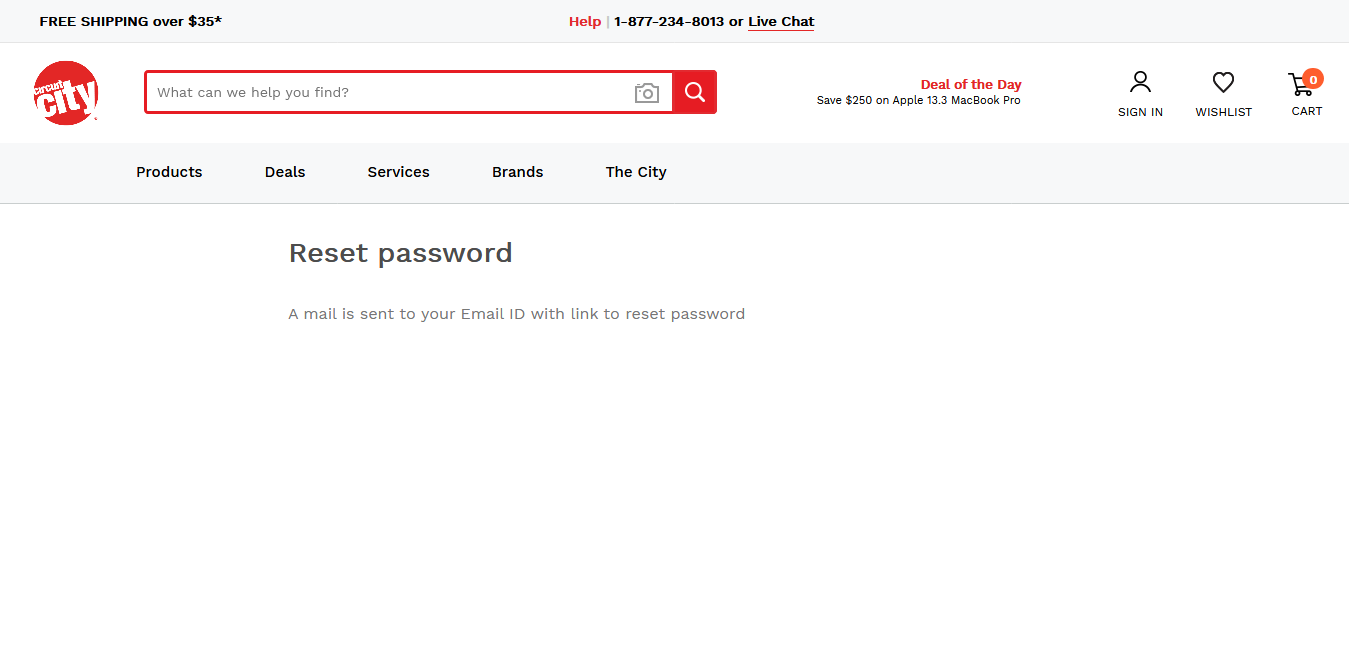 FREE SHIPPING over $35*
Help | 1-877-234-8013 or Live Chat
circuit
city
What can we help you find?
Deal of the Day
Save $250 on Apple 13.3 MacBook Pro
SIGN IN
WISHLIST
0
CART
Products Deals Services Brands The City
Reset password
A mail is sent to your Email ID with link to reset password